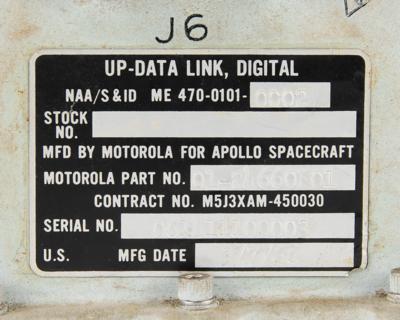 J6
UP-DATA LINK, DIGITAL
NAA/S&ID ME 470-0101-0002
STOCK
NO.
MFD BY MOTOROLA FOR APOLLO SPACECRAFT
MOTOROLA PART NO.
CONTRACT NO. M5J3XAM-450030
SERIAL NO.
U.S. MFG DATE